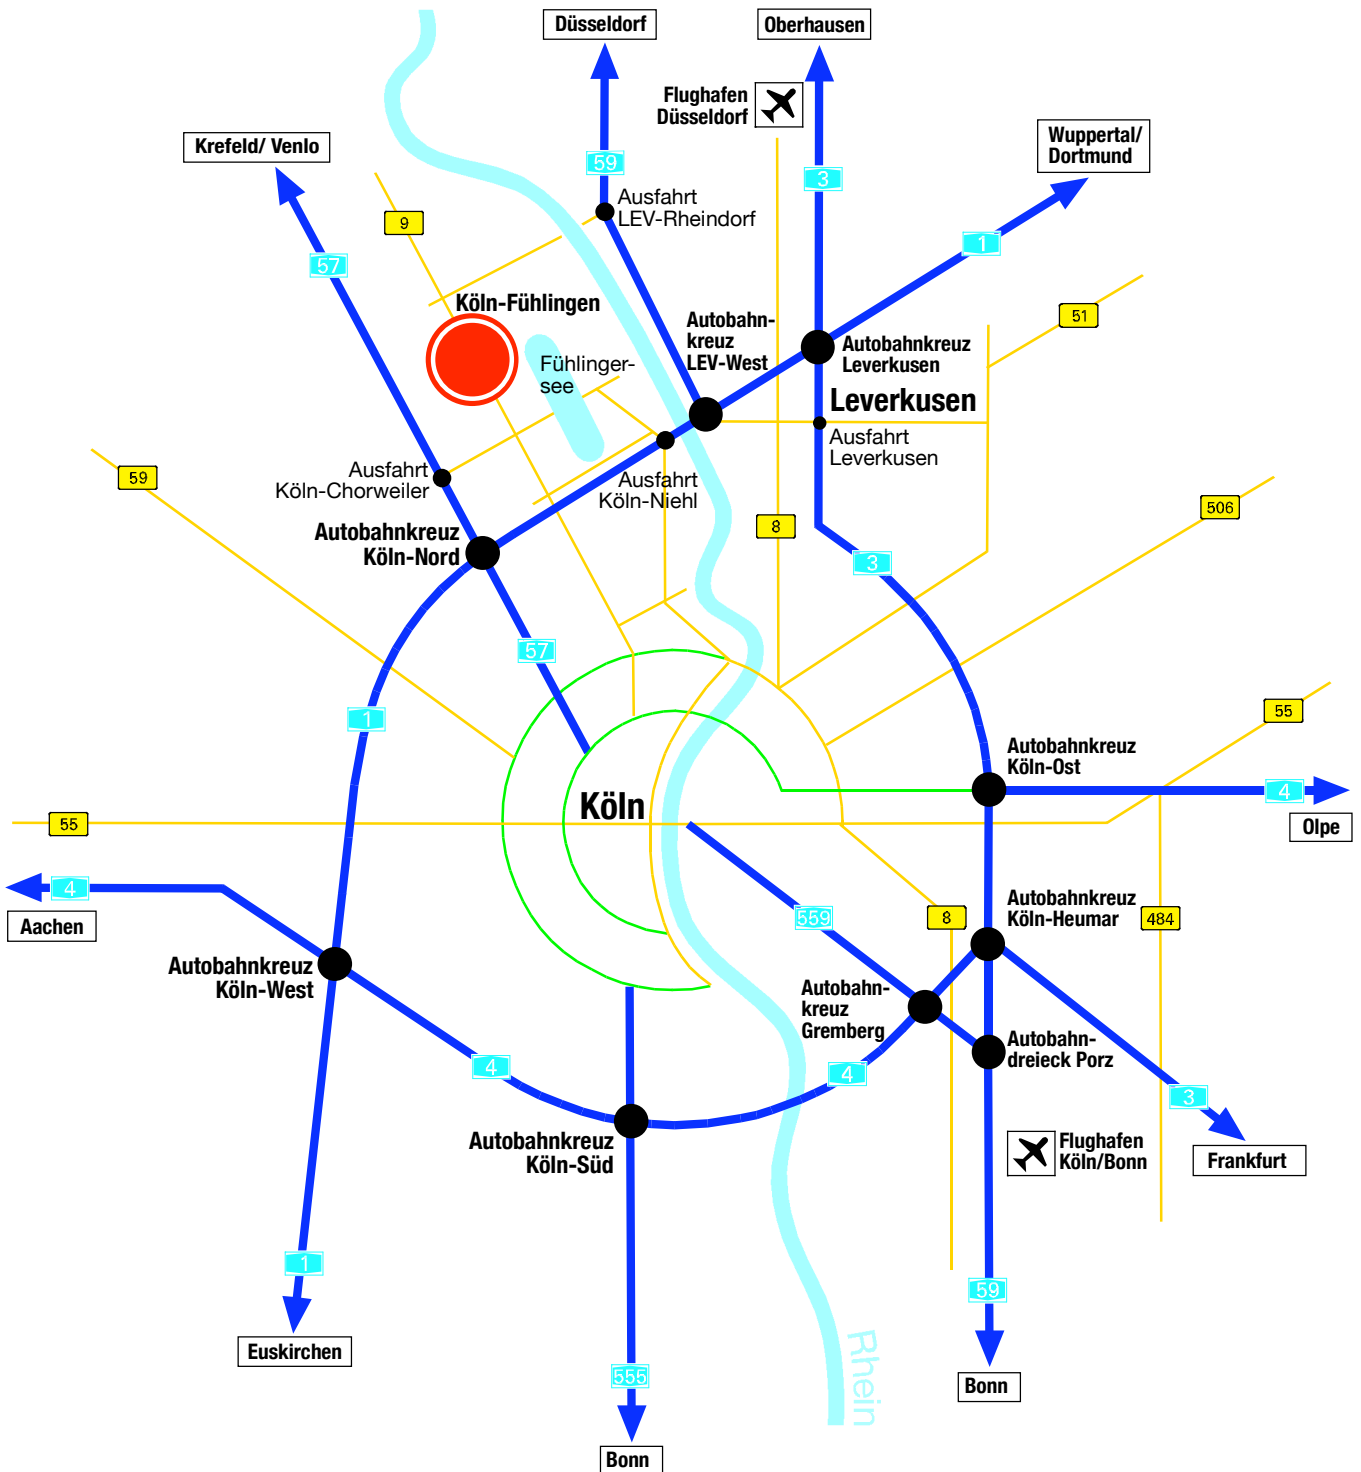 Düsseldorf
Oberhausen
Flughafen
Düsseldorf
Wuppertal/
Dortmund
Krefeld/ Venlo
59
3
Ausfahrt
LEV-Rheindorf
9
1
57
Köln-Fühlingen
51
Autobahn-
kreuz
LEV-West
Autobahnkreuz
Leverkusen
Fühlinger-
see
Leverkusen
Ausfahrt
Leverkusen
Ausfahrt
Köln-Chorweiler
59
Ausfahrt
Köln-Niehl
506
8
Autobahnkreuz
Köln-Nord
3
57
55
1
Autobahnkreuz
Köln-Ost
4
Köln
55
Olpe
4
Aachen
559
8
Autobahnkreuz
Köln-Heumar
484
Autobahnkreuz
Köln-West
Autobahn-
kreuz
Gremberg
Autobahn-
dreieck Porz
4
4
3
Autobahnkreuz
Köln-Süd
Flughafen
Köln/Bonn
Frankfurt
1
59
Euskirchen
Rhein
555
Bonn
Bonn